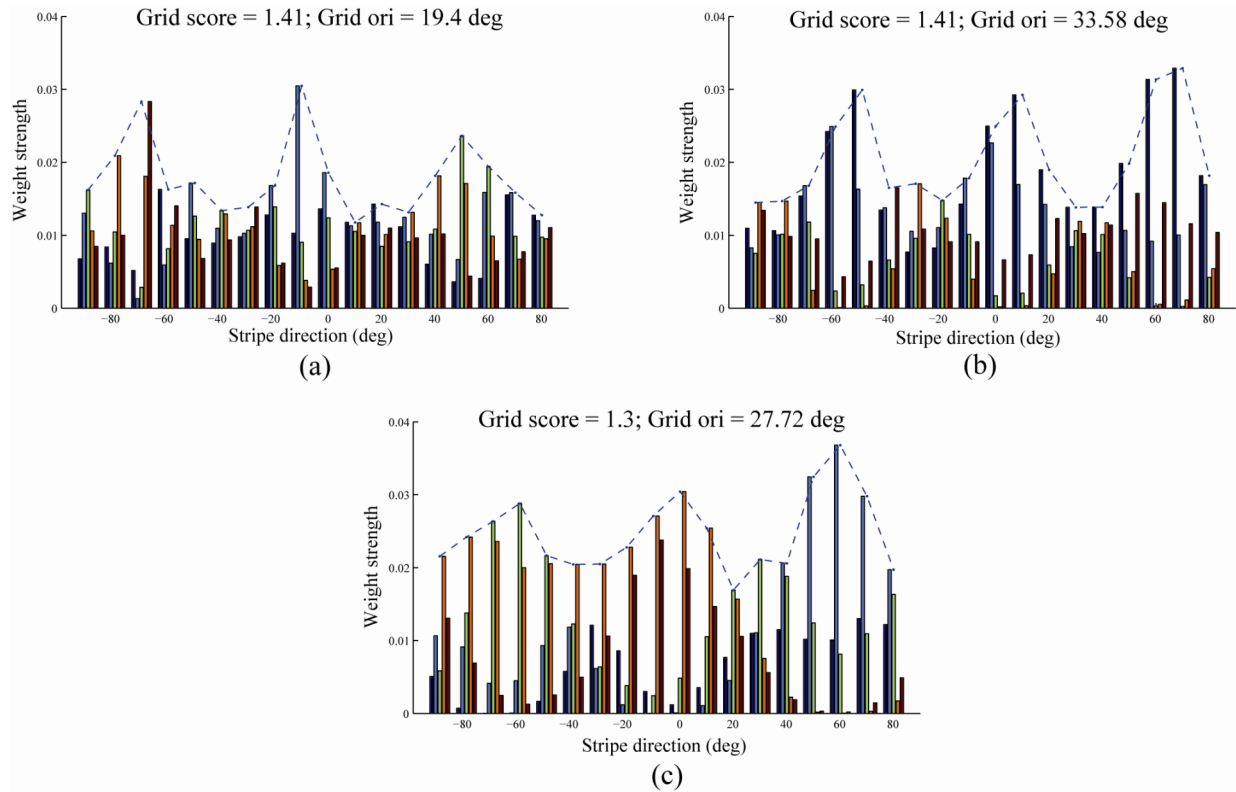 Grid score = 1.41; Grid ori = 19.4 deg
0.04
0.03
0.02
0.01
0
Weight strength
−80 −60 −40 −20 0 20 40 60 80
Stripe direction (deg)
(a)
Grid score = 1.41; Grid ori = 33.58 deg
0.04
0.03
0.02
0.01
0
Weight strength
−80 −60 −40 −20 0 20 40 60 80
Stripe direction (deg)
(b)
Grid score = 1.3; Grid ori = 27.72 deg
0.04
0.03
0.02
0.01
0
Weight strength
−80 −60 −40 −20 0 20 40 60 80
Stripe direction (deg)
(c)